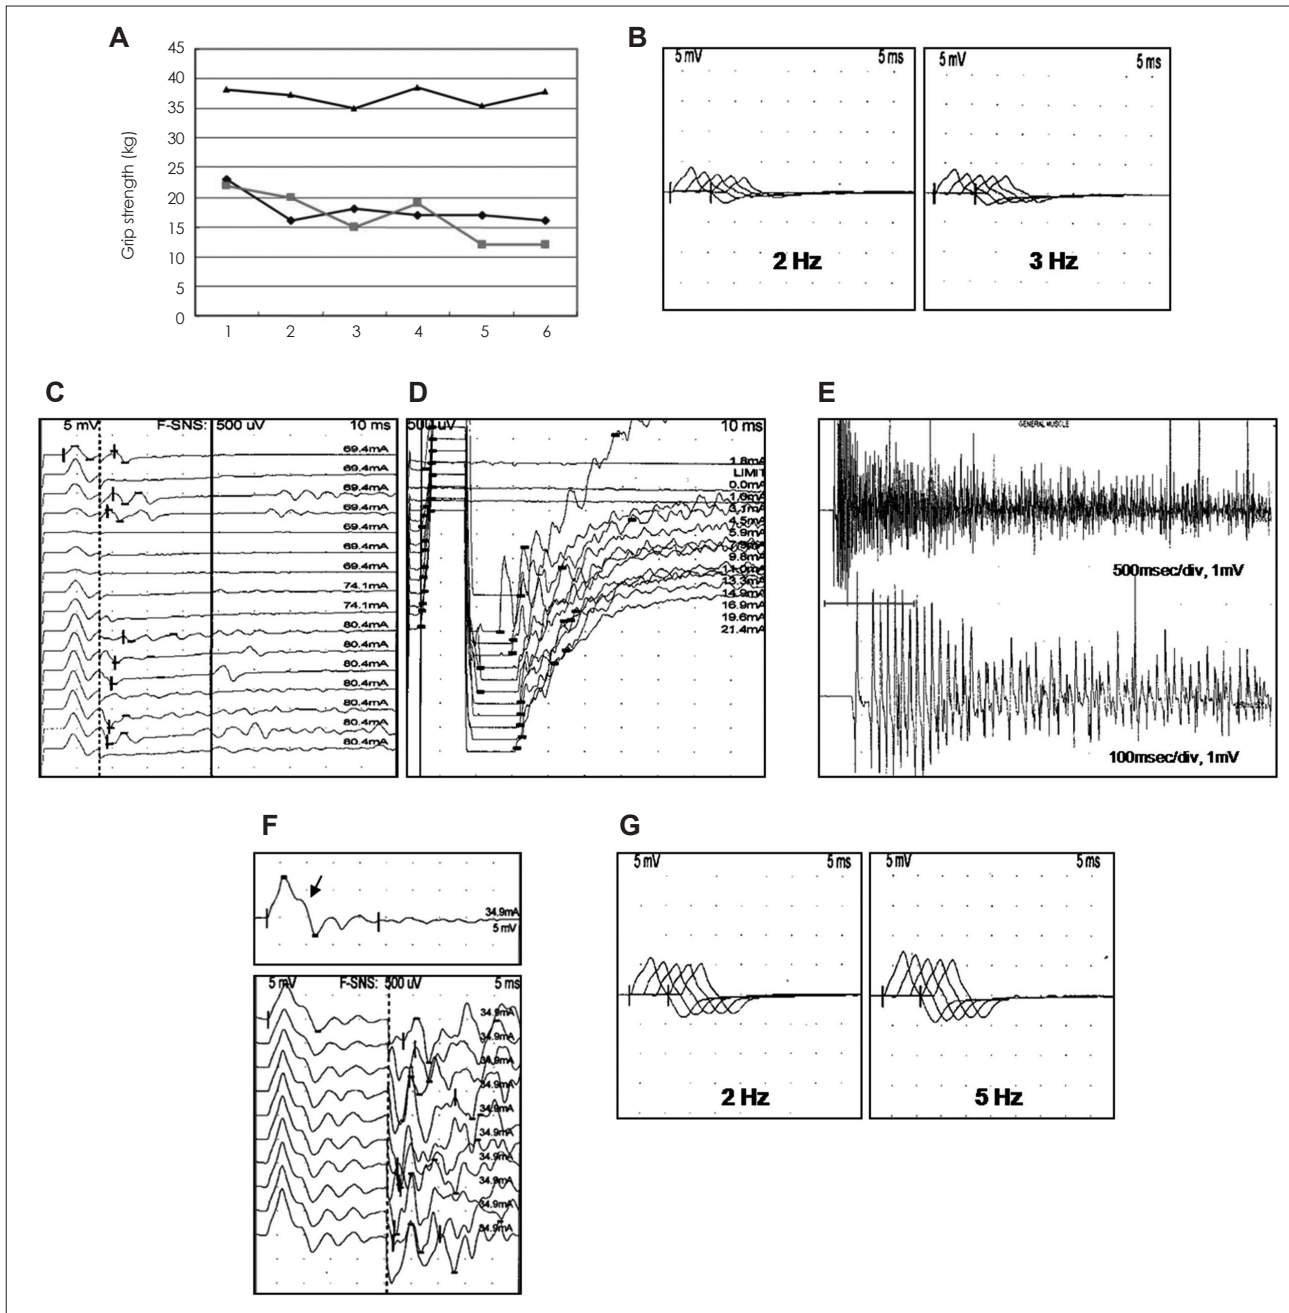 A
45
40
35
30
25
20
15
10
5
0
Grip strength (kg)
1 2 3 4 5 6
B
5 mV 5 ms
2 Hz
5 mV 5 ms
3 Hz
C
5 mV F-SNS: 500 uV 10 ms
69.4mA
69.4mA
69.4mA
69.4mA
69.4mA
69.4mA
69.4mA
74.1mA
74.1mA
80.4mA
80.4mA
80.4mA
80.4mA
80.4mA
80.4mA
D
500 uV 10 ms
1.8mA
LIMIT
0.0mA
1.0mA
3.1mA
4.5mA
5.9mA
9.8mA
11.0mA
13.3mA
14.9mA
16.9mA
19.6mA
21.4mA
E
GENERAL MUSCLE
500msec/div, 1mV
100msec/div, 1mV
F
34.9mA
5 mV
5 mV F-SNS: 500 uV 5 ms
34.9mA
34.9mA
34.9mA
34.9mA
34.9mA
34.9mA
34.9mA
34.9mA
34.9mA
34.9mA
G
5 mV 5 ms
2 Hz
5 mV 5 ms
5 Hz